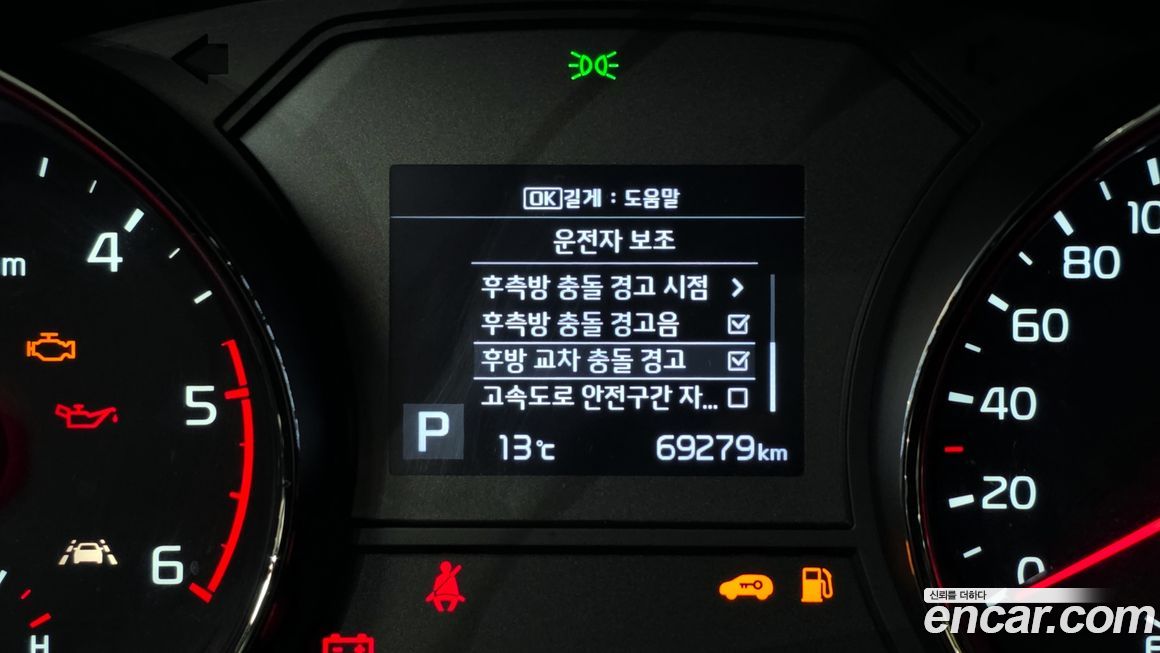 OK길게 : 도움말
운전자 보조
후측방 충돌 경고 시점
후측방 충돌 경고음
후방 교차 충돌 경고
고속도로 안전구간 자...
P
13℃
69279km
m
4
5
6
H
10
80
60
40
20
0
신뢰를 더하다
encar.com